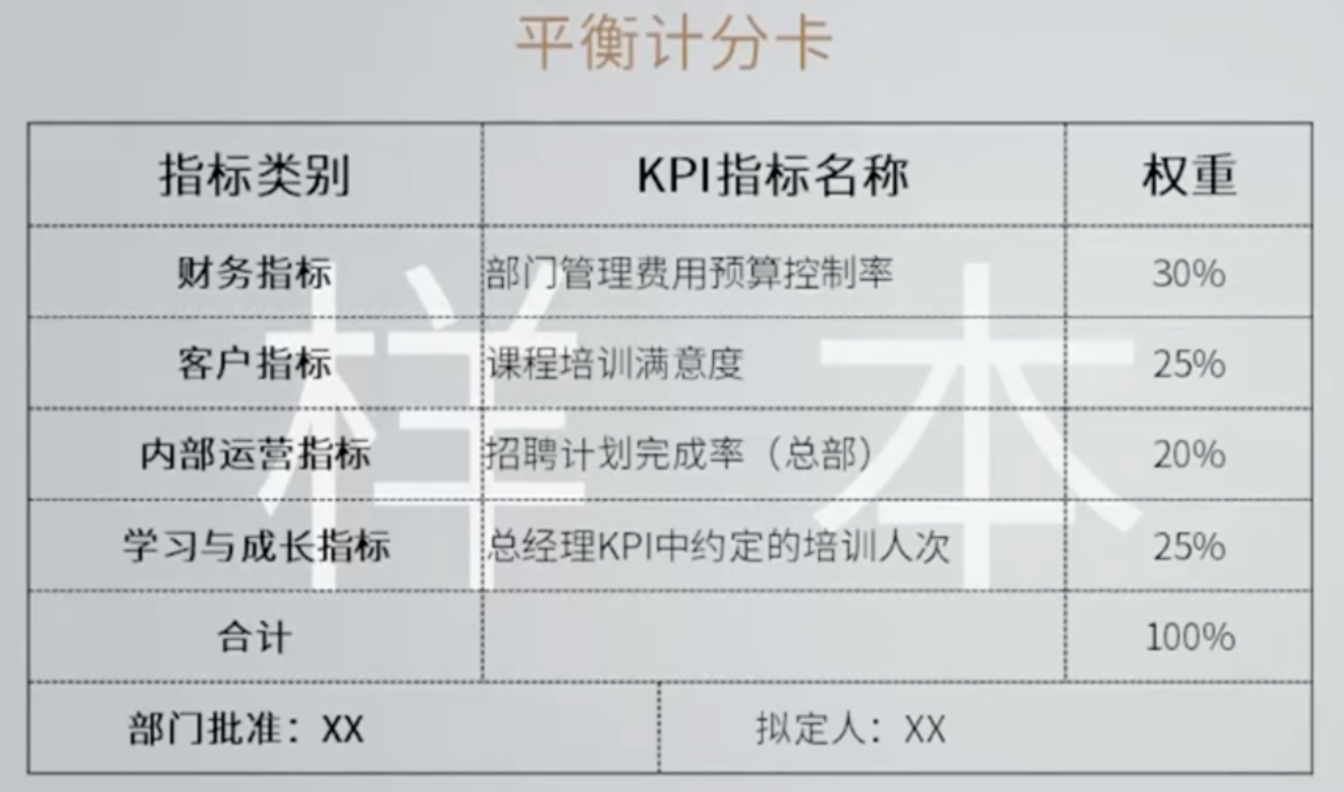 平衡计分卡
指标类别 KPI指标名称 权重
财务指标 部门管理费用预算控制率 30%
客户指标 课程培训满意度 25%
内部运营指标 招聘计划完成率（总部） 20%
学习与成长指标 总经理KPI中约定的培训人次 25%
合计 100%
部门批准：XX 拟定人：XX
样本